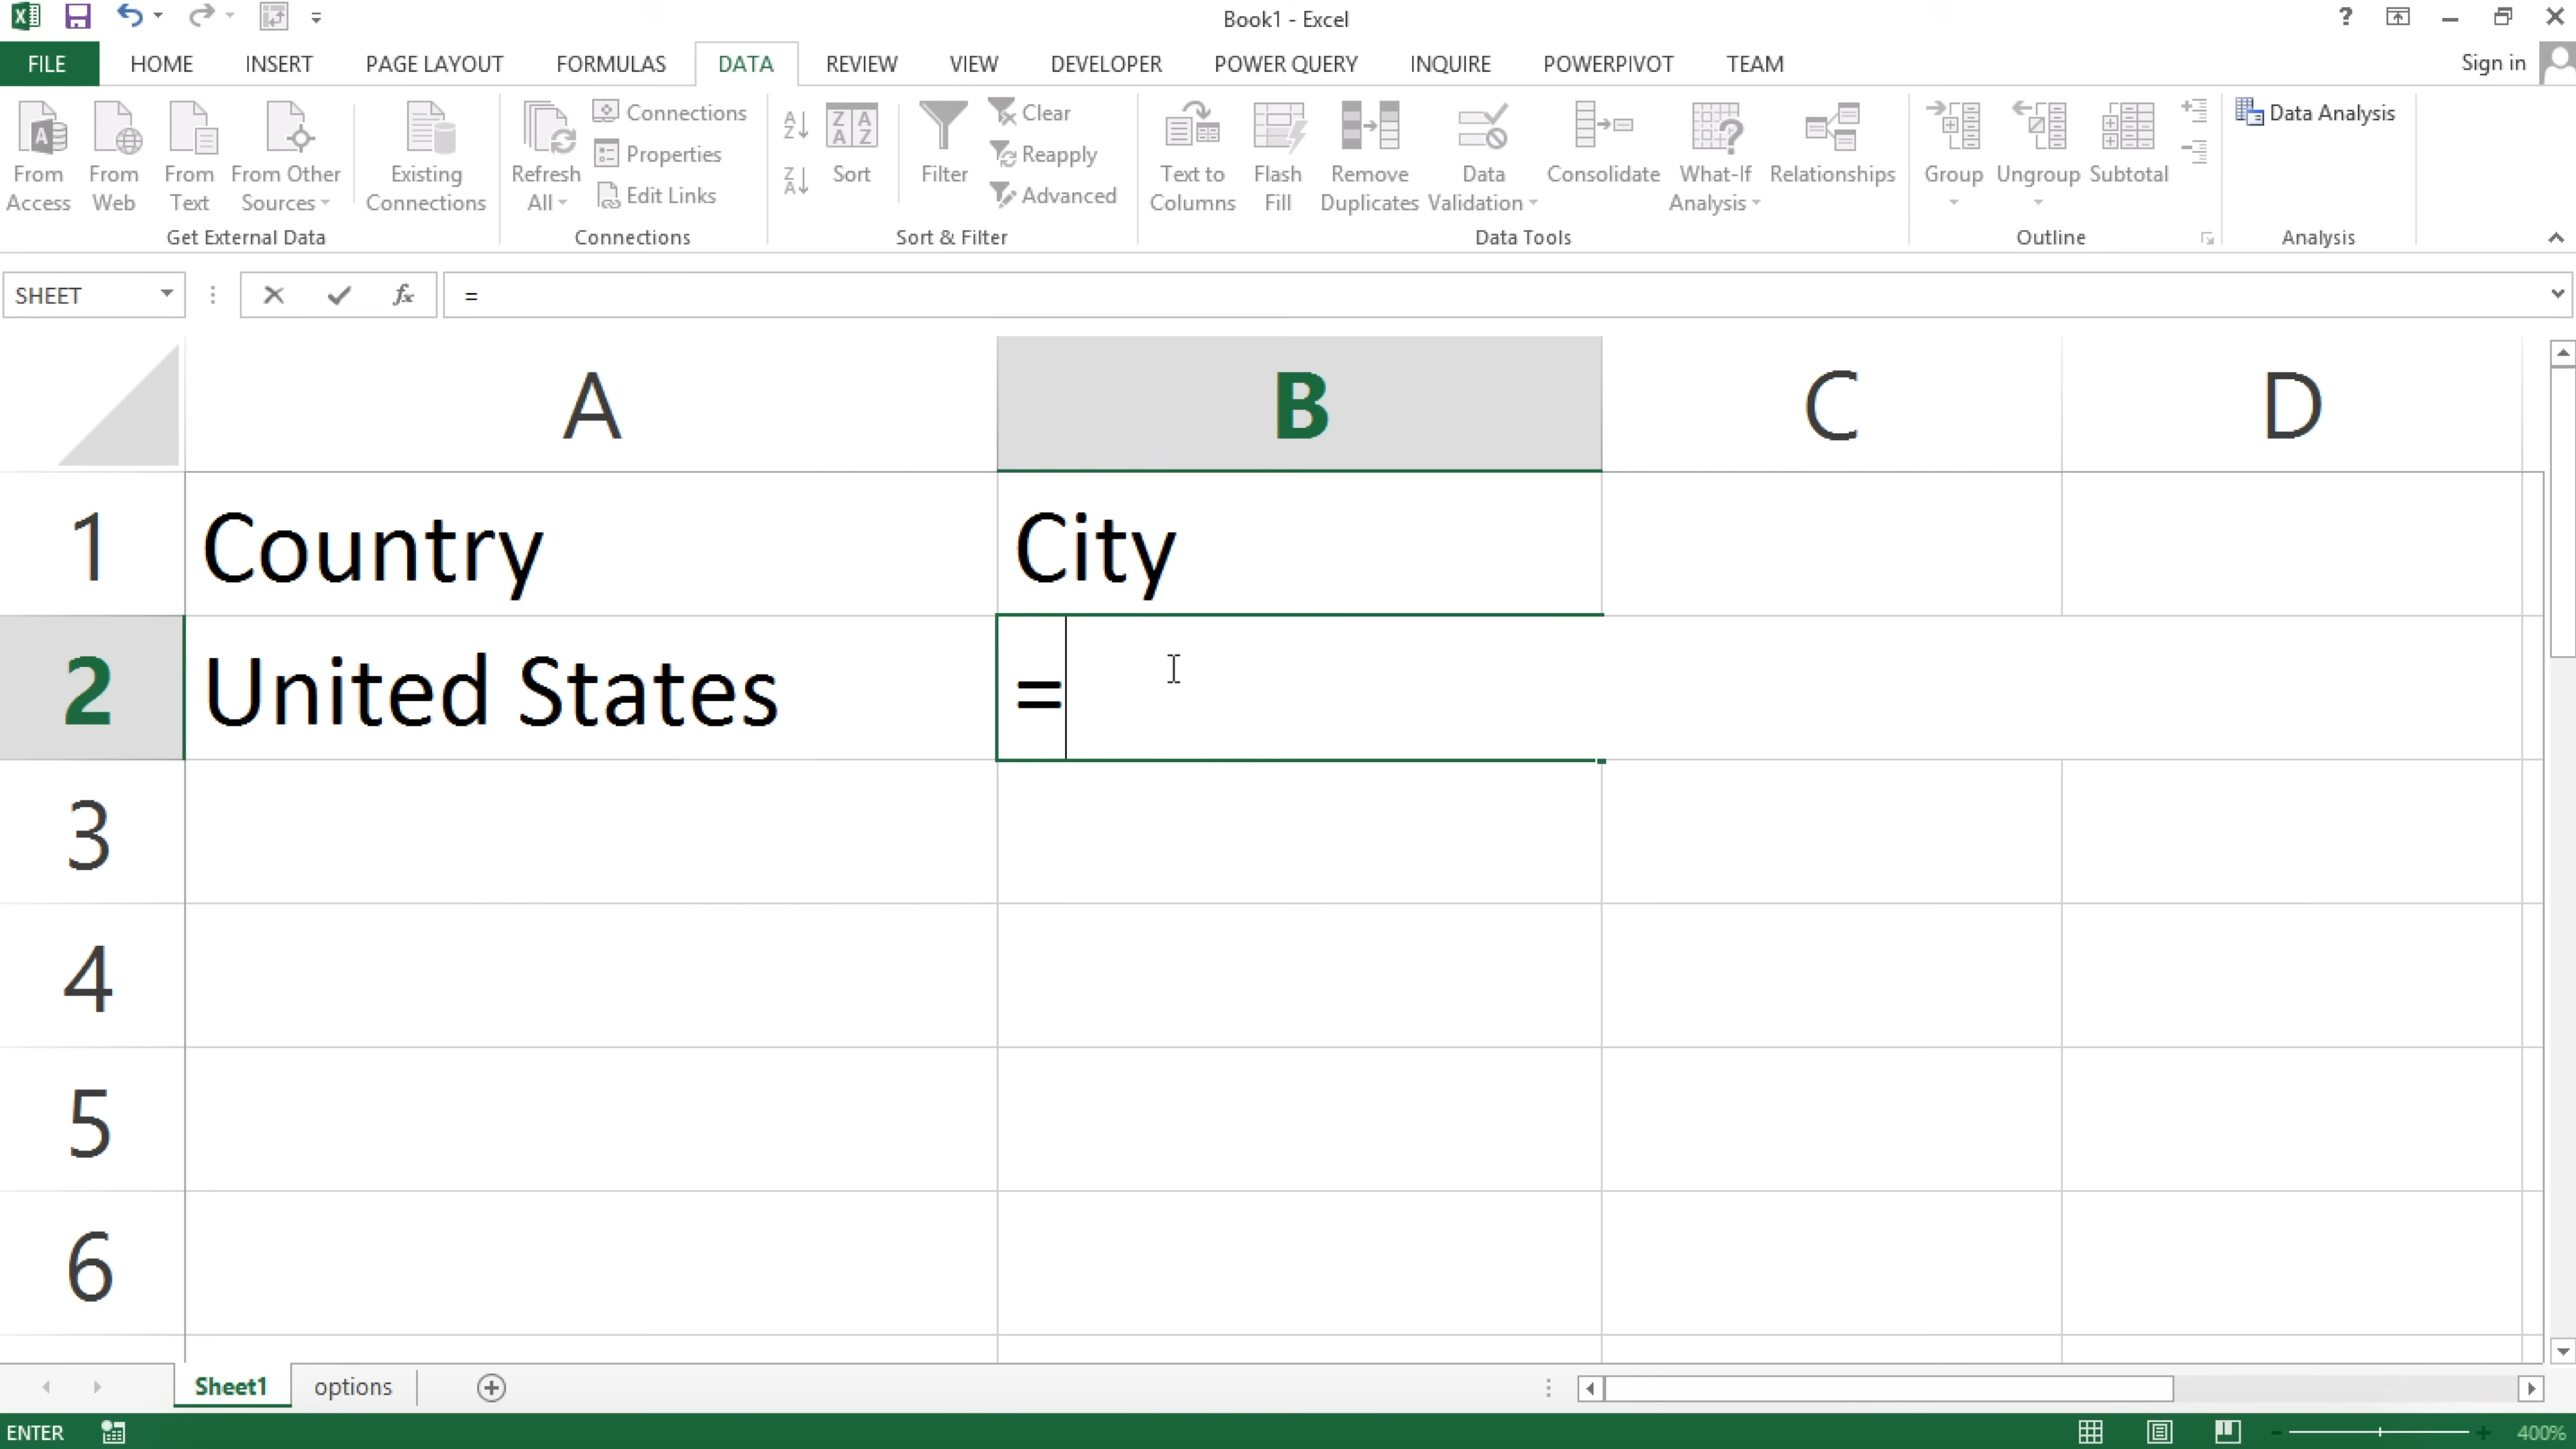 Book1 - Excel
FILE HOME INSERT PAGE LAYOUT FORMULAS DATA REVIEW VIEW DEVELOPER POWER QUERY INQUIRE POWERPIVOT TEAM Sign in
From Access
From Web
From Text
From Other Sources
Existing Connections
Get External Data
Refresh All
Connections
Properties
Edit Links
Connections
Sort
Filter
Clear
Reapply
Advanced
Sort & Filter
Text to Columns
Flash Fill
Remove Duplicates
Data Validation
Consolidate
What-If Analysis
Relationships
Data Tools
Group
Ungroup
Subtotal
Outline
Data Analysis
Analysis
SHEET fx =
A B C D
1 Country City
2 United States =
3
4
5
6
Sheet1 options
ENTER 400%